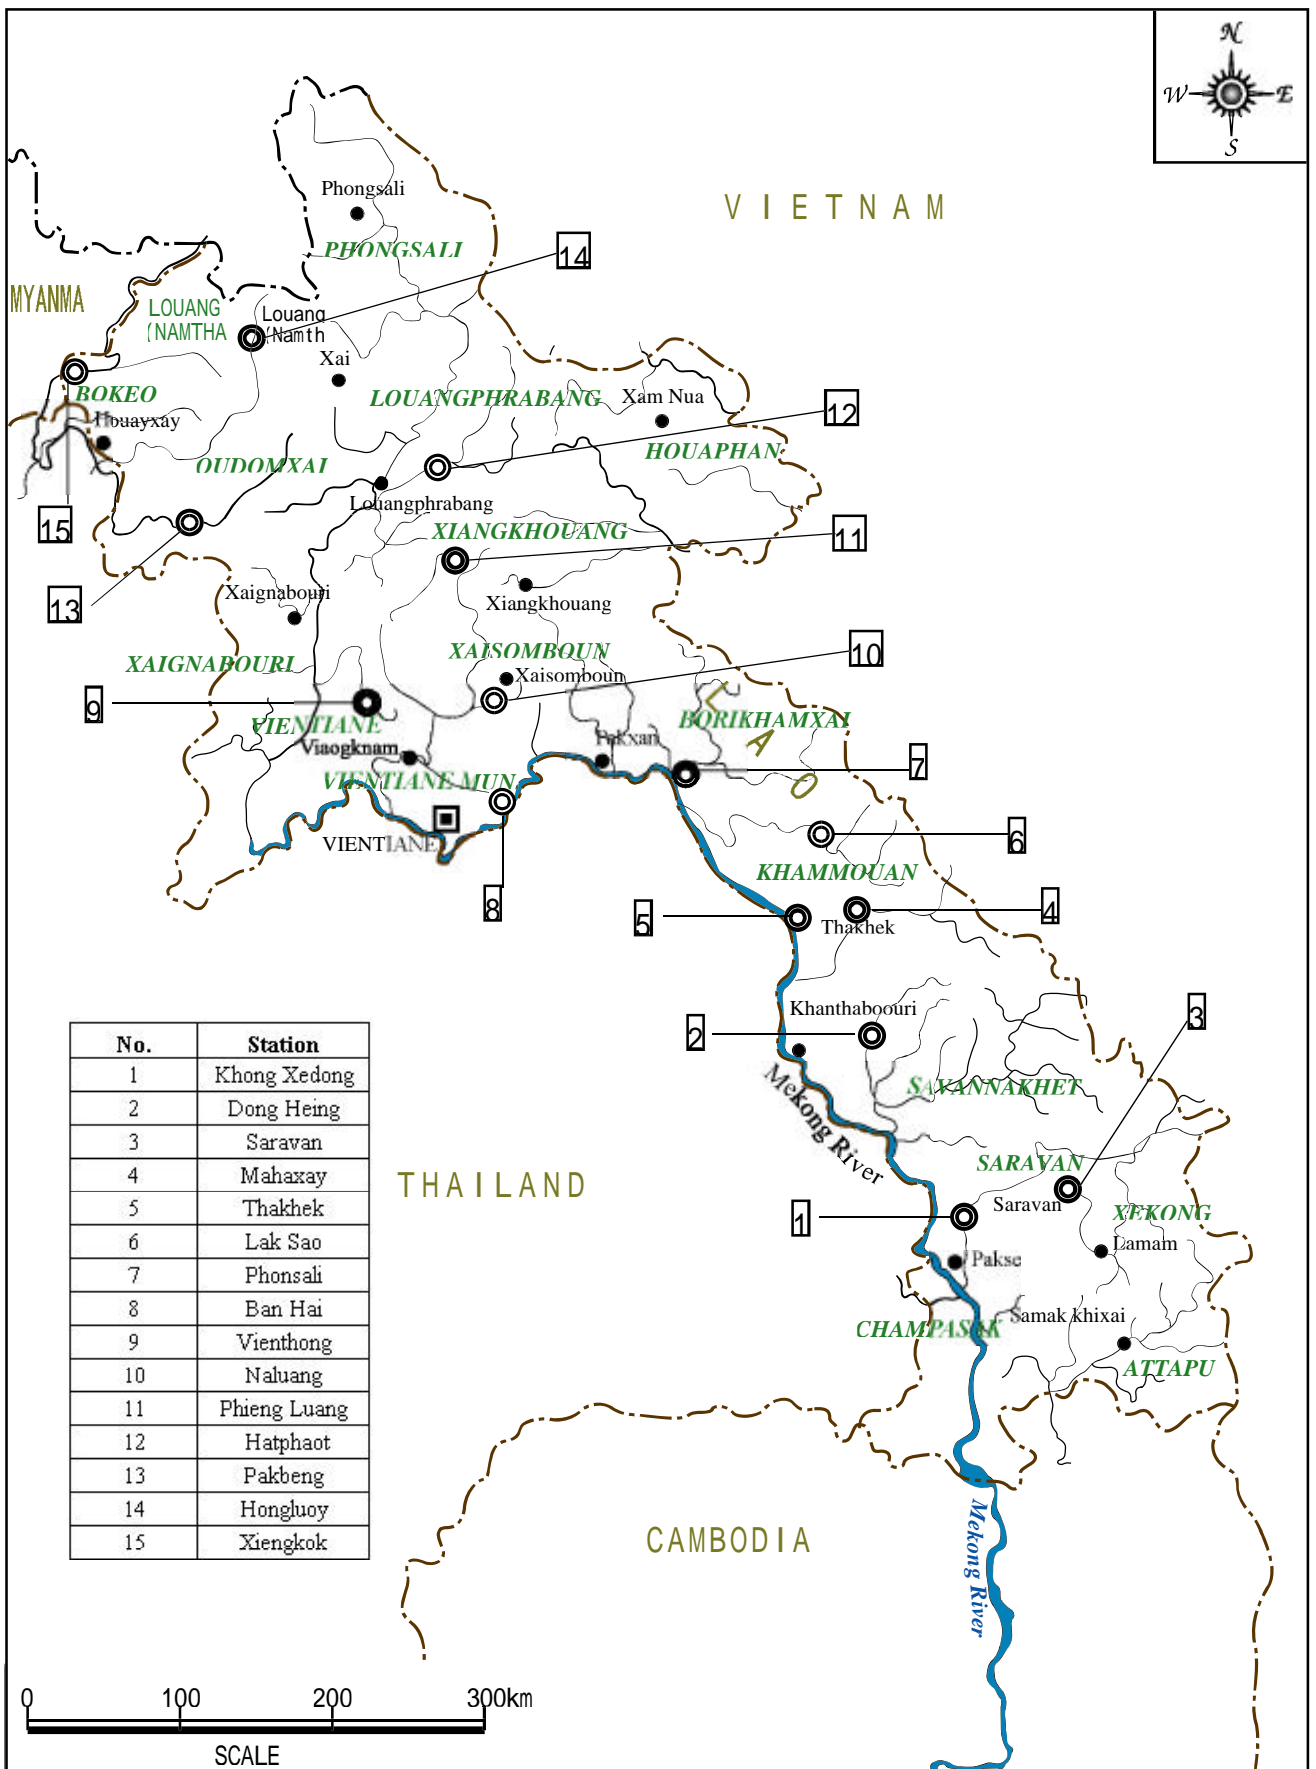 N
W
E
S
VIETNAM
Phongsali
PHONGSALI
14
MYANMA
LOUANG
NAMTHA
Louang
Namth
Xai
BOKEO
Houayxay
LOUANGPHRABANG
Xam Nua
12
HOUAPHAN
OUDOMXAI
Louangphrabang
15
XIANGKHOUANG
11
13
Xaignabouri
Xiangkhouang
XAIGNABOURI
XAISOMBOUN
Xaisomboun
10
9
VIENTIANE
BORIKHAMXAI
LAO
Viaogknam
Pakxan
7
VIENTIANE MUN
VIENTIANE
6
KHAMMOUAN
8
5
4
Thakhek
Khanthaboouri
2
3
Mekong River
SAVANNAKHET
THAILAND
SARAVAN
Saravan
1
XEKONG
Lamam
Pakse
Samak khixai
CHAMPASAK
ATTAPU
CAMBODIA
Mekong River
No. Station
1 Khong Xedong
2 Dong Heing
3 Saravan
4 Mahaxay
5 Thakhek
6 Lak Sao
7 Phonsali
8 Ban Hai
9 Vienthong
10 Naluang
11 Phieng Luang
12 Hatphaot
13 Pakbeng
14 Hongluoy
15 Xiengkok
0 100 200 300km
SCALE